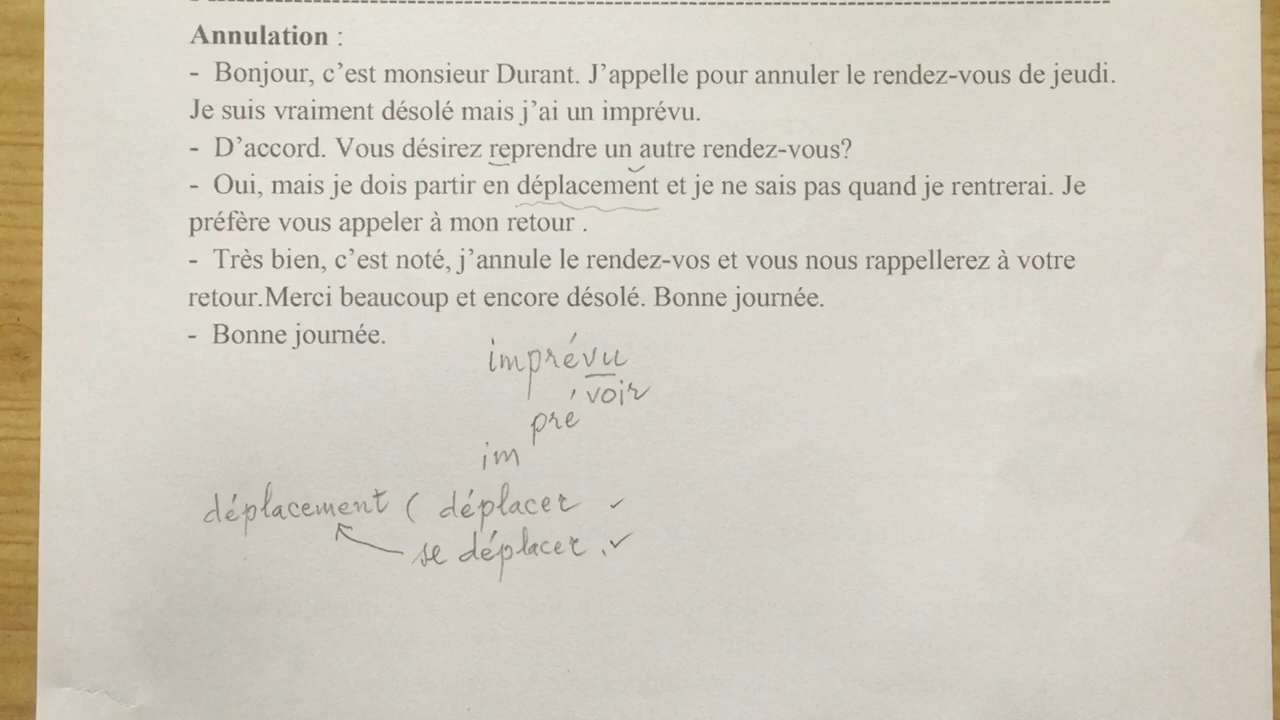 Annulation :
- Bonjour, c’est monsieur Durant. J’appelle pour annuler le rendez-vous de jeudi.
Je suis vraiment désolé mais j’ai un imprévu.
- D’accord. Vous désirez reprendre un autre rendez-vous?
- Oui, mais je dois partir en déplacement et je ne sais pas quand je rentrerai. Je
préfère vous appeler à mon retour .
- Très bien, c’est noté, j’annule le rendez-vos et vous nous rappellerez à votre
retour.Merci beaucoup et encore désolé. Bonne journée.
- Bonne journée.
imprévu
voir
pré
im
déplacement ( déplacer ✓
se déplacer. ✓